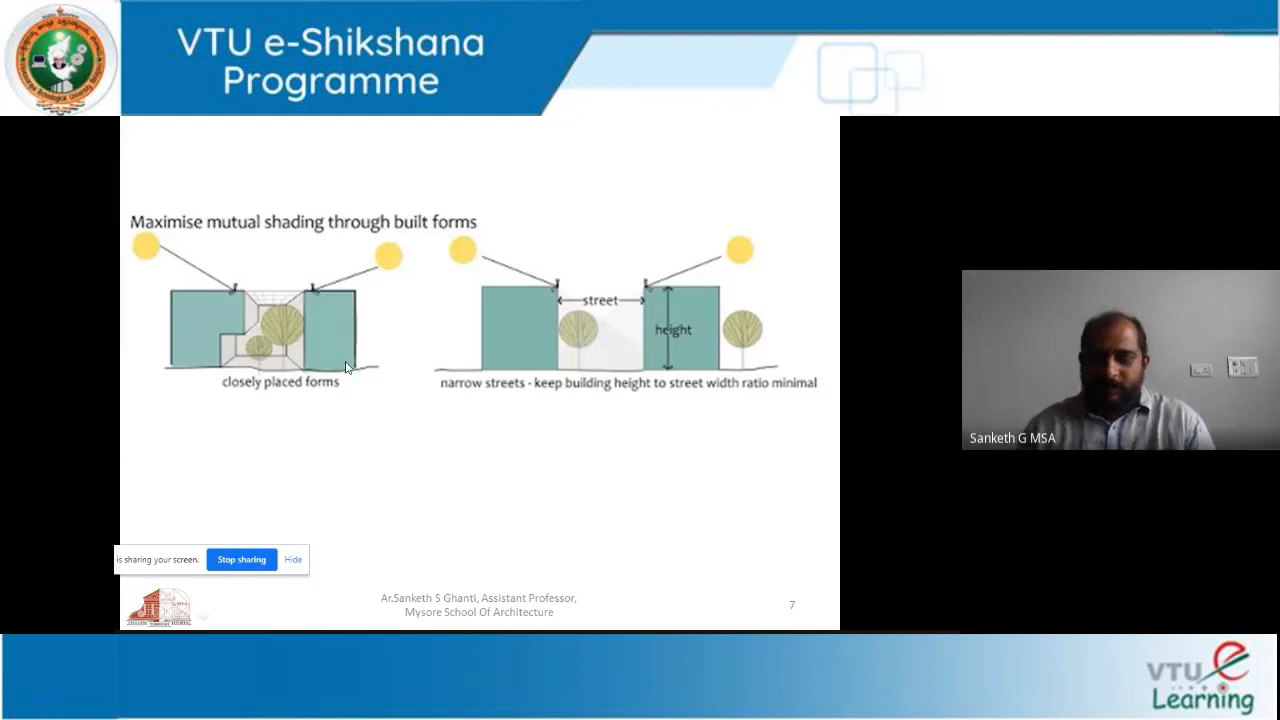 VTU e-Shikshana
Programme
Maximise mutual shading through built forms
street
height
closely placed forms
narrow streets - keep building height to street width ratio minimal
Sanketh G MSA
is sharing your screen. Stop sharing Hide
Ar.Sanketh S Ghanti, Assistant Professor,
Mysore School Of Architecture
7
VTU e
Learning